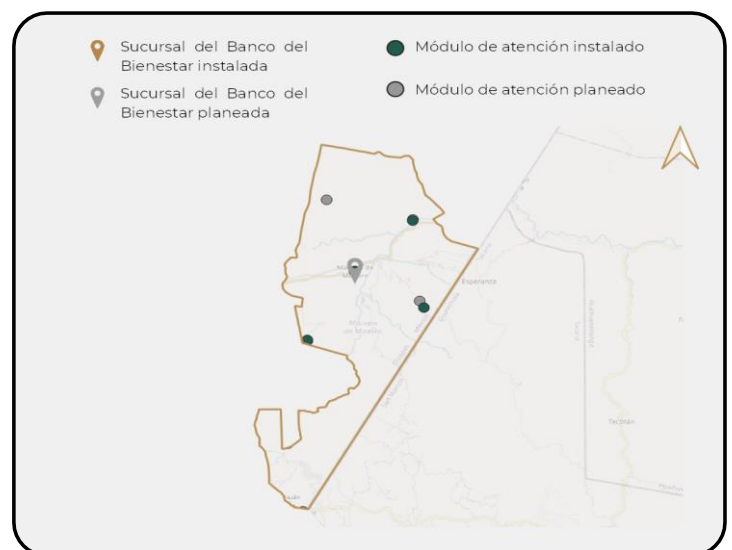 Sucursal del Banco del
Bienestar instalada
Módulo de atención instalado
Sucursal del Banco del
Bienestar planeada
Módulo de atención planeado
Esperanza
Tectitan